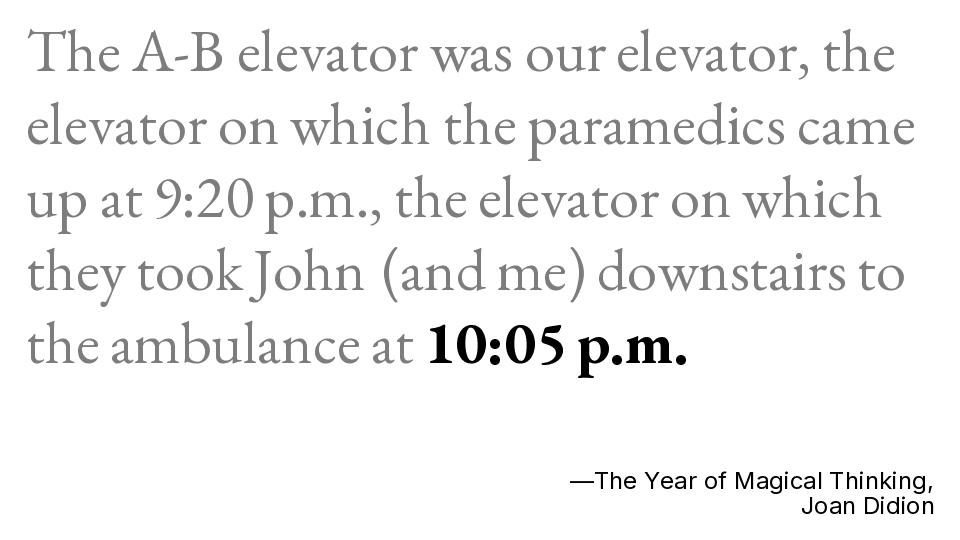 The A-B elevator was our elevator, the
elevator on which the paramedics came
up at 9:20 p.m., the elevator on which
they took John (and me) downstairs to
the ambulance at 10:05 p.m.
—The Year of Magical Thinking,
Joan Didion